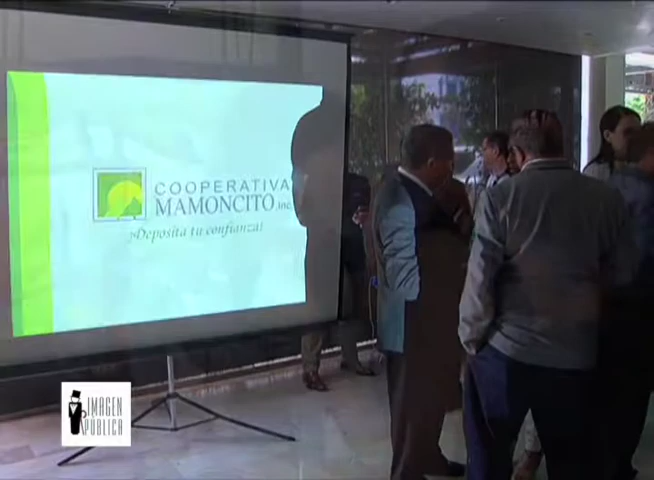 COOPERATIVA
MAMONCITO, inc.
¡Deposita tu confianza!
IMAGEN
PÚBLICA